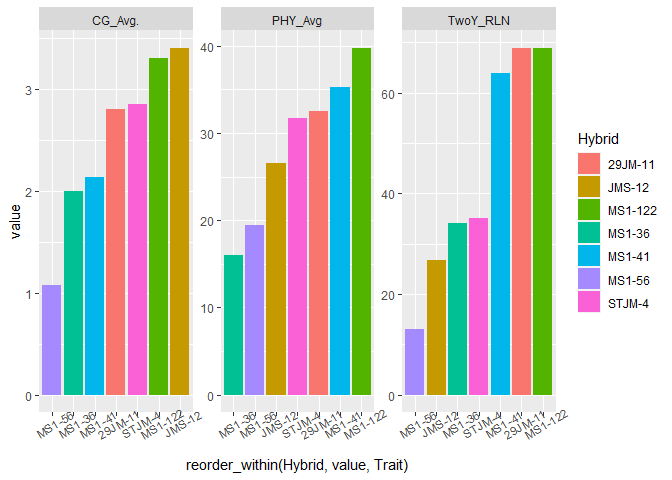 CG_Avg.
PHY_Avg
TwoY_RLN
value
0
1
2
3
0
10
20
30
40
0
20
40
60
MS1-56
MS1-36
MS1-41
29JM-11
STJM-4
MS1-122
JMS-12
MS1-36
MS1-56
JMS-12
STJM-4
29JM-11
MS1-41
MS1-122
MS1-56
JMS-12
MS1-36
STJM-4
MS1-41
29JM-11
MS1-122
reorder_within(Hybrid, value, Trait)
Hybrid
29JM-11
JMS-12
MS1-122
MS1-36
MS1-41
MS1-56
STJM-4